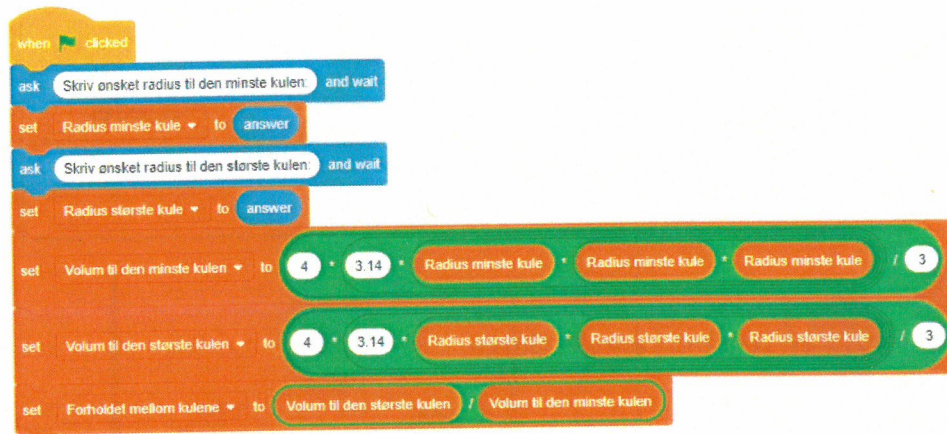 when clicked
ask Skriv ønsket radius til den minste kulen: and wait
set Radius minste kule to answer
ask Skriv ønsket radius til den største kulen: and wait
set Radius største kule to answer
set Volum til den minste kulen to 4 * 3.14 * Radius minste kule * Radius minste kule * Radius minste kule / 3
set Volum til den største kulen to 4 * 3.14 * Radius største kule * Radius største kule * Radius største kule / 3
set Forholdet mellom kulene to Volum til den største kulen / Volum til den minste kulen